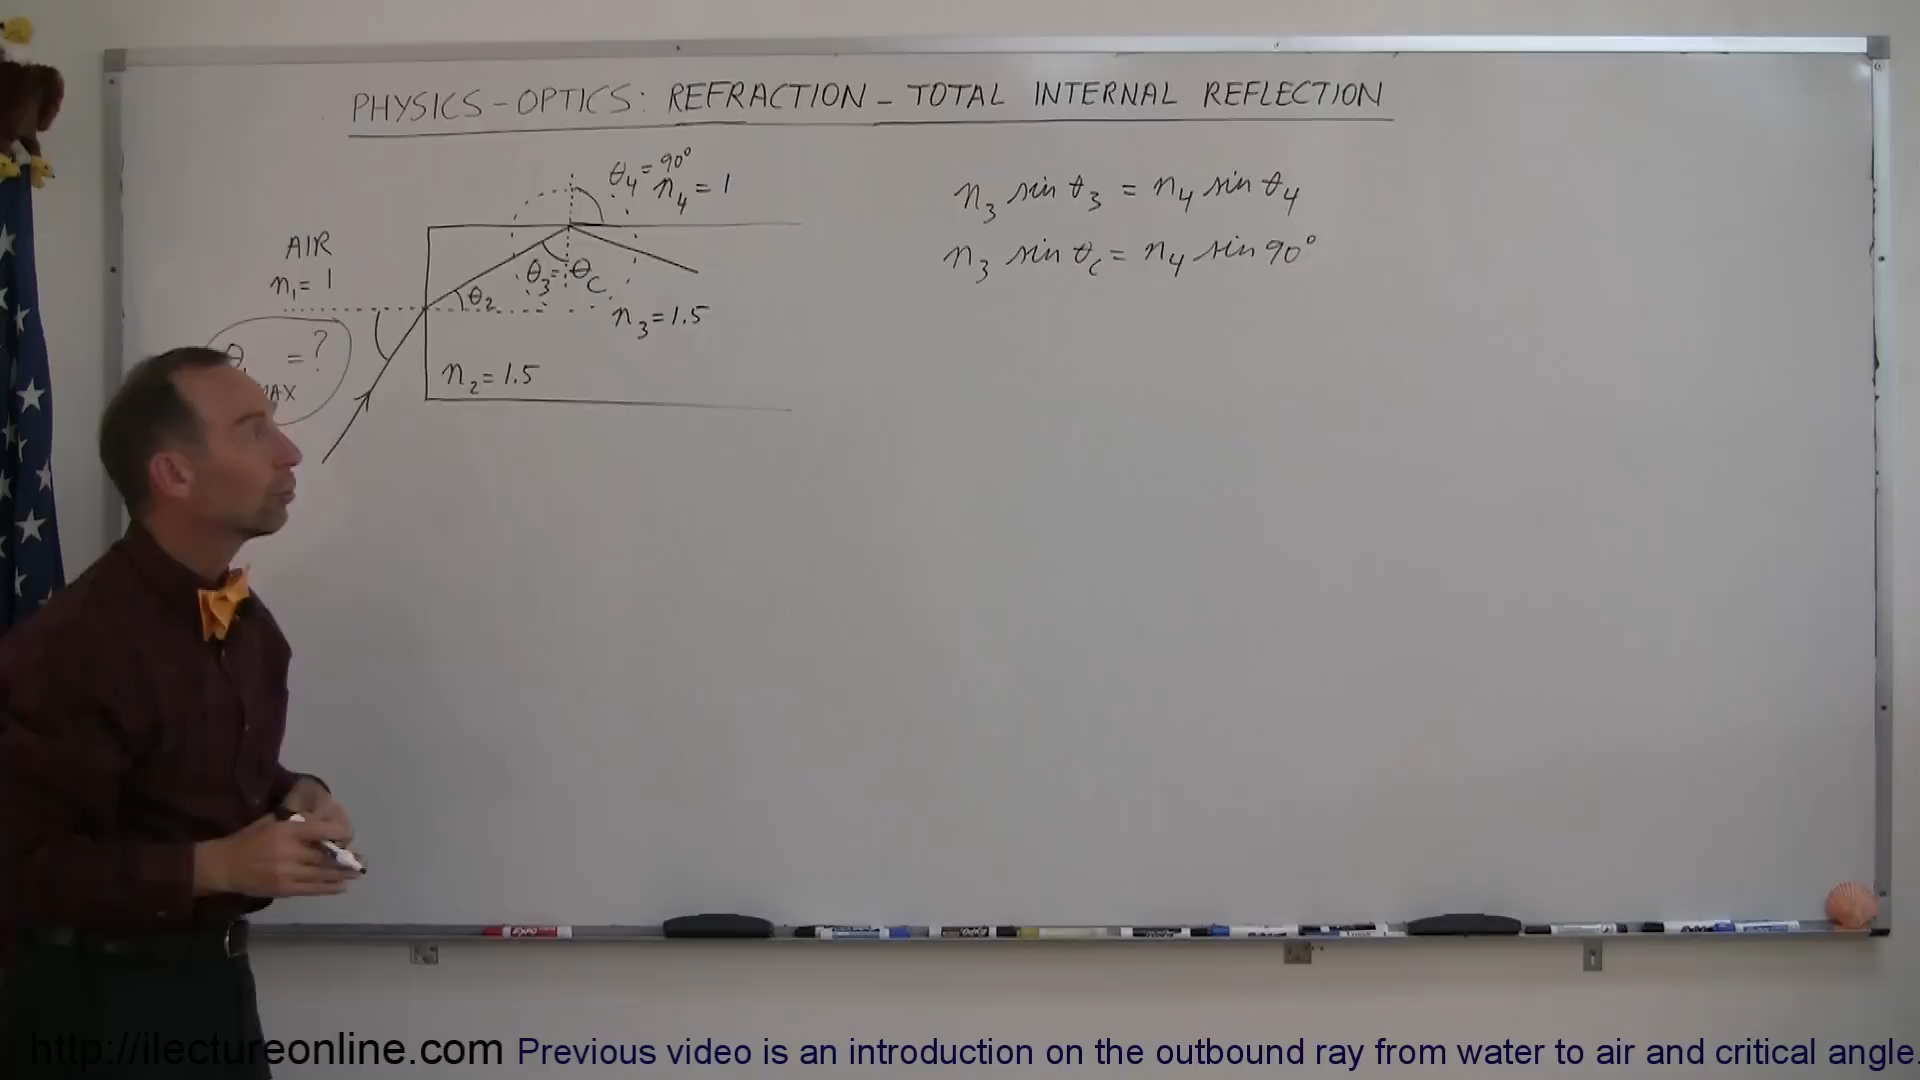 PHYSICS - OPTICS: REFRACTION - TOTAL INTERNAL REFLECTION
θ₄ = 90°
n₄ = 1
n₃ sin θ₃ = n₄ sin θ₄
AIR
n₁ = 1
θ₃ = θc
n₃ sin θc = n₄ sin 90°
θ₂
n₃ = 1.5
= ?
n₂ = 1.5
http://ilectureonline.com Previous video is an introduction on the outbound ray from water to air and critical angle.